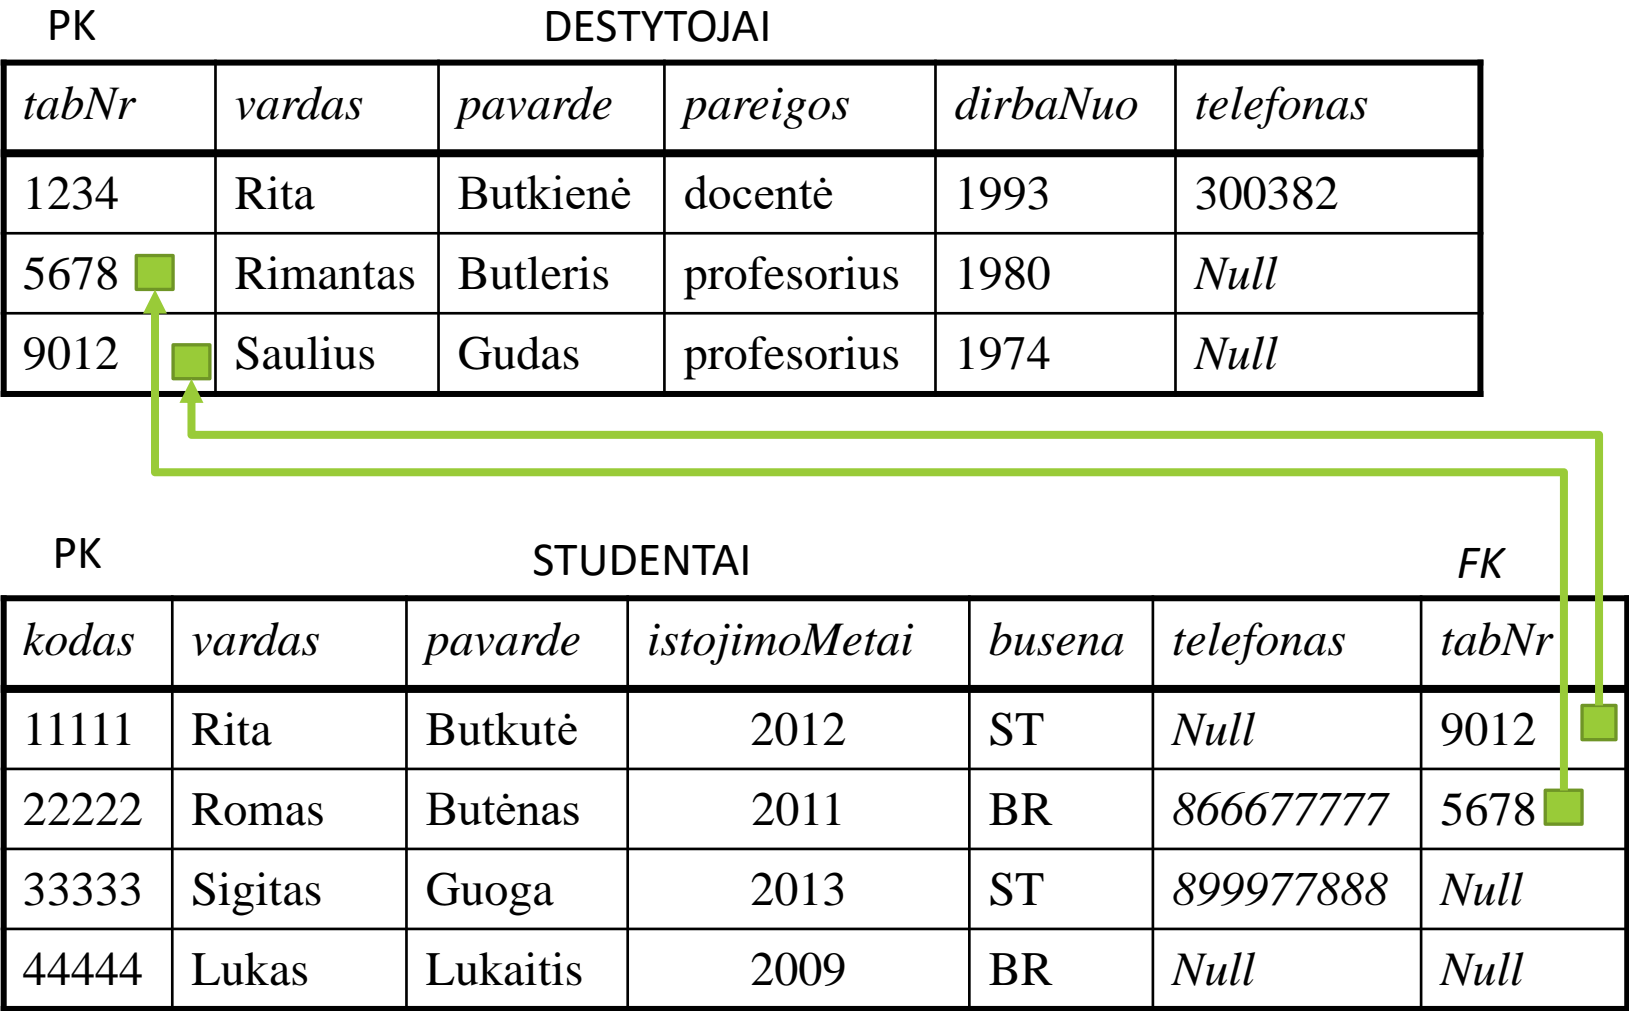 PK DESTYTOJAI
tabNr vardas pavarde pareigos dirbaNuo telefonas
1234 Rita Butkienė docentė 1993 300382
5678 Rimantas Butleris profesorius 1980 Null
9012 Saulius Gudas profesorius 1974 Null
PK STUDENTAI FK
kodas vardas pavarde istojimoMetai busena telefonas tabNr
11111 Rita Butkutė 2012 ST Null 9012
22222 Romas Butėnas 2011 BR 866677777 5678
33333 Sigitas Guoga 2013 ST 899977888 Null
44444 Lukas Lukaitis 2009 BR Null Null